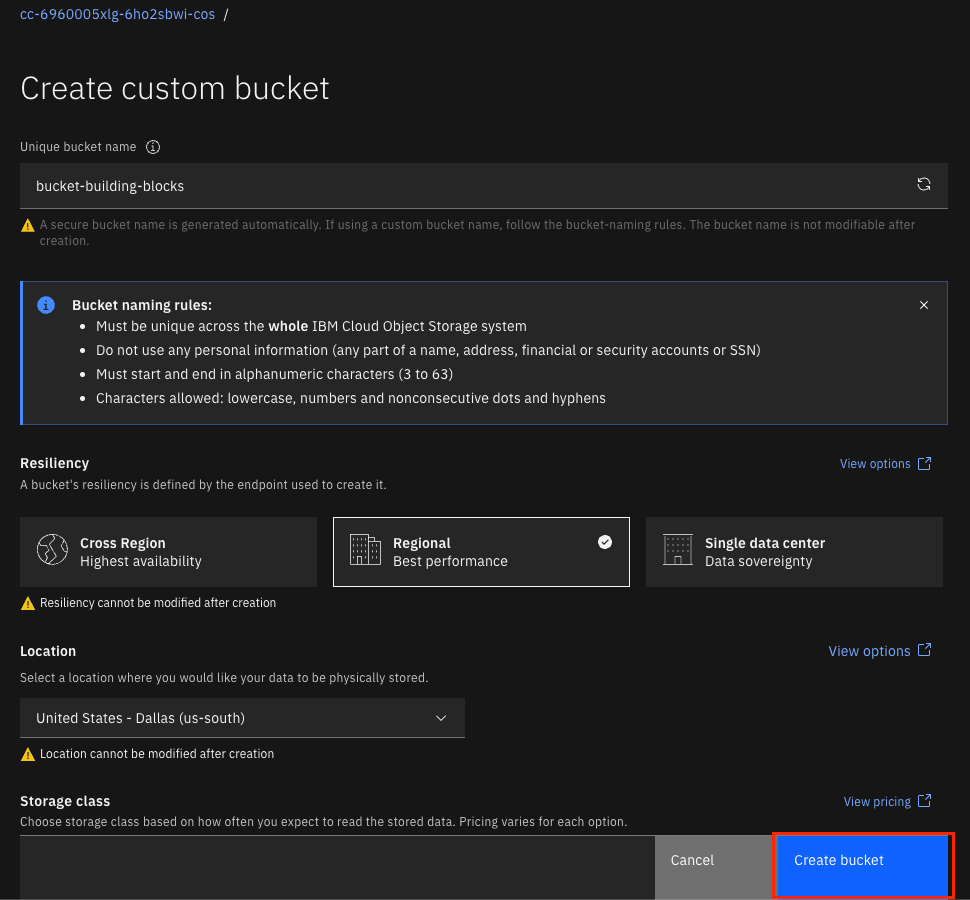 cc-6960005xlg-6ho2sbwi-cos /
Create custom bucket
Unique bucket name
bucket-building-blocks
A secure bucket name is generated automatically. If using a custom bucket name, follow the bucket-naming rules. The bucket name is not modifiable after
creation.
Bucket naming rules:
• Must be unique across the whole IBM Cloud Object Storage system
• Do not use any personal information (any part of a name, address, financial or security accounts or SSN)
• Must start and end in alphanumeric characters (3 to 63)
• Characters allowed: lowercase, numbers and nonconsecutive dots and hyphens
Resiliency
View options
A bucket's resiliency is defined by the endpoint used to create it.
Cross Region
Highest availability
Regional
Best performance
Single data center
Data sovereignty
Resiliency cannot be modified after creation
Location
View options
Select a location where you would like your data to be physically stored.
United States - Dallas (us-south)
Location cannot be modified after creation
Storage class
View pricing
Choose storage class based on how often you expect to read the stored data. Pricing varies for each option.
Cancel
Create bucket